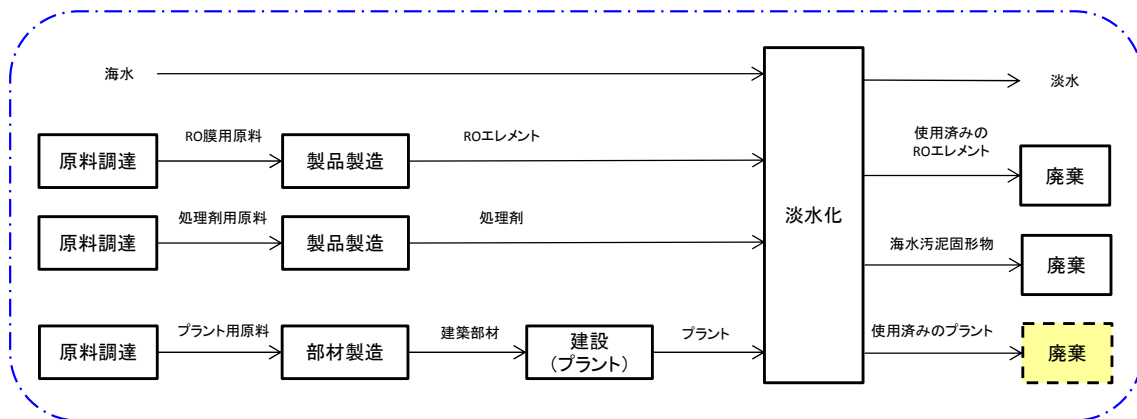 海水
淡水
原料調達
RO膜用原料
製品製造
ROエレメント
使用済みの
ROエレメント
廃棄
原料調達
処理剤用原料
製品製造
処理剤
淡水化
海水汚泥固形物
廃棄
原料調達
プラント用原料
部材製造
建築部材
建設
（プラント）
プラント
使用済みのプラント
廃棄